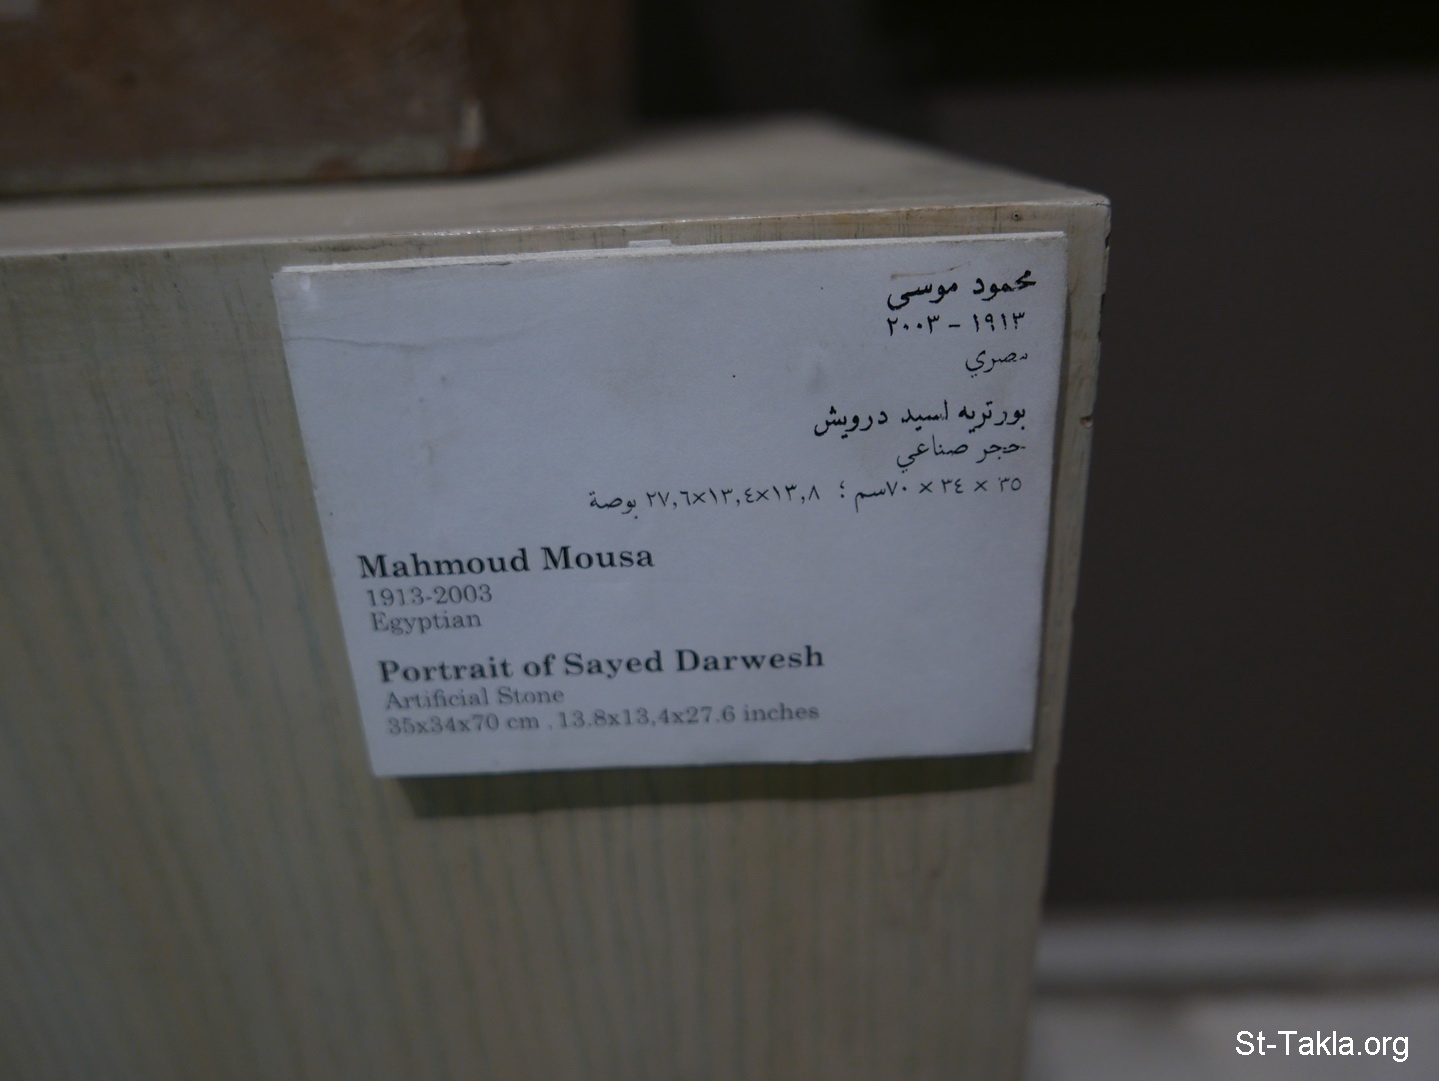 محمود موسى
١٩١٣ – ٢٠٠٣
مصري
بورتريه لسيد درويش
حجر صناعي
٣٥ × ٣٤ × ٧٠سم ؛ ١٣,٨×١٣,٤×٢٧,٦ بوصة
Mahmoud Mousa
1913-2003
Egyptian
Portrait of Sayed Darwesh
Artificial Stone
35x34x70 cm . 13.8x13,4x27.6 inches
St-Takla.org